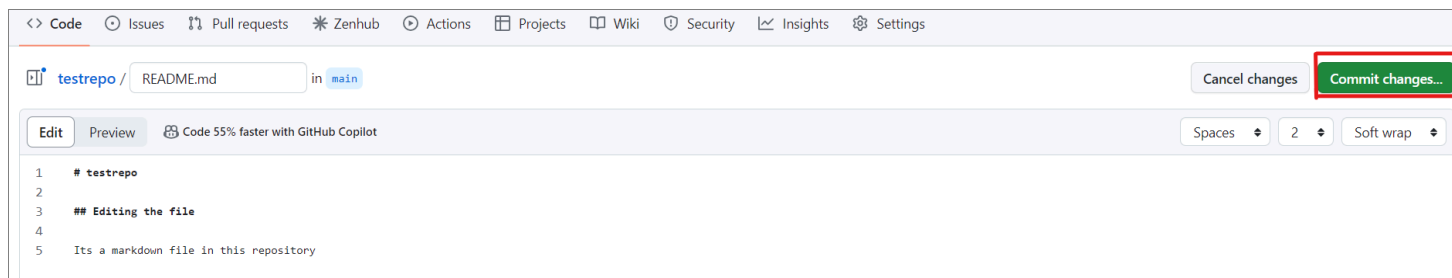 Code Issues Pull requests Zenhub Actions Projects Wiki Security Insights Settings
testrepo / README.md in main Cancel changes Commit changes...
Edit Preview Code 55% faster with GitHub Copilot Spaces 2 Soft wrap
1 # testrepo
2
3 ## Editing the file
4
5 Its a markdown file in this repository